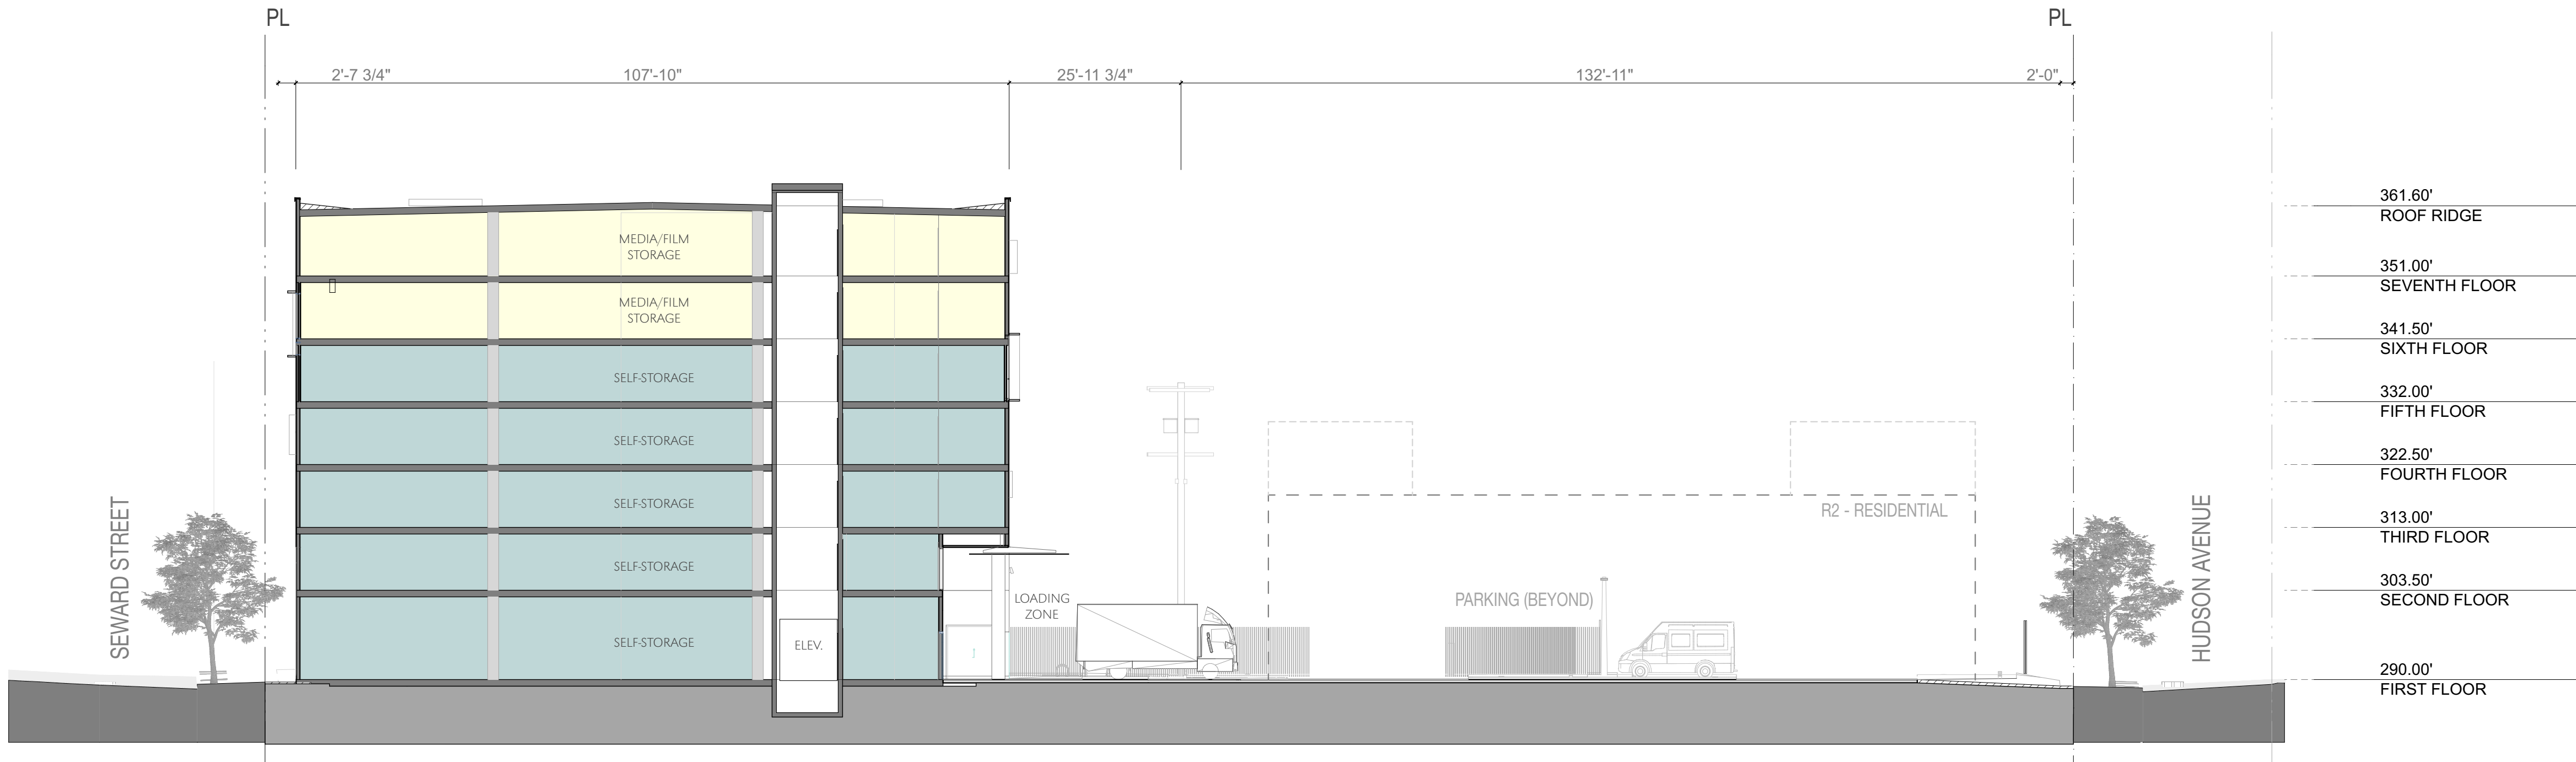 PL
PL
2'-7 3/4"
107'-10"
25'-11 3/4"
132'-11"
2'-0"
361.60'
ROOF RIDGE
MEDIA/FILM
STORAGE
351.00'
SEVENTH FLOOR
MEDIA/FILM
STORAGE
341.50'
SIXTH FLOOR
SELF-STORAGE
332.00'
FIFTH FLOOR
SELF-STORAGE
322.50'
FOURTH FLOOR
SELF-STORAGE
R2 - RESIDENTIAL
313.00'
THIRD FLOOR
SELF-STORAGE
303.50'
SECOND FLOOR
LOADING
ZONE
PARKING (BEYOND)
SEWARD STREET
HUDSON AVENUE
SELF-STORAGE
ELEV.
290.00'
FIRST FLOOR